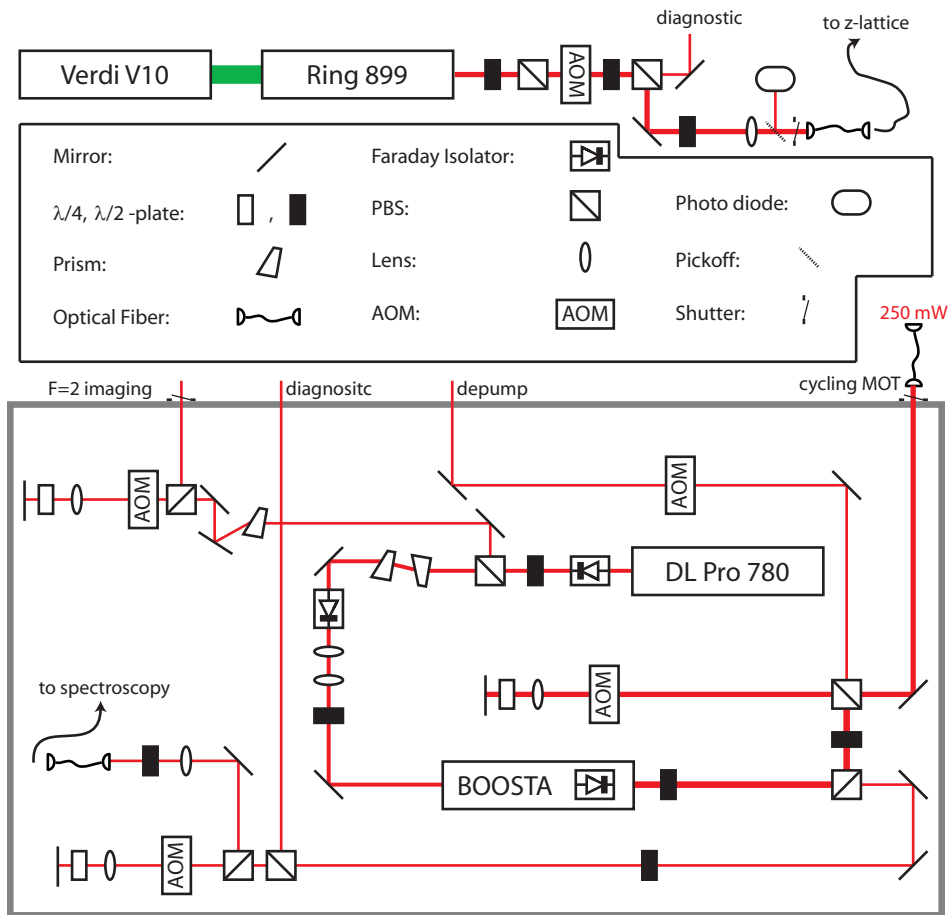 diagnostic
to z-lattice
Verdi V10
Ring 899
AOM
Mirror:
Faraday Isolator:
λ/4, λ/2 -plate:
,
PBS:
Photo diode:
Prism:
Lens:
Pickoff:
Optical Fiber:
AOM:
AOM
Shutter:
250 mW
F=2 imaging
diagnositc
depump
cycling MOT
AOM
AOM
DL Pro 780
AOM
to spectroscopy
BOOSTA
AOM